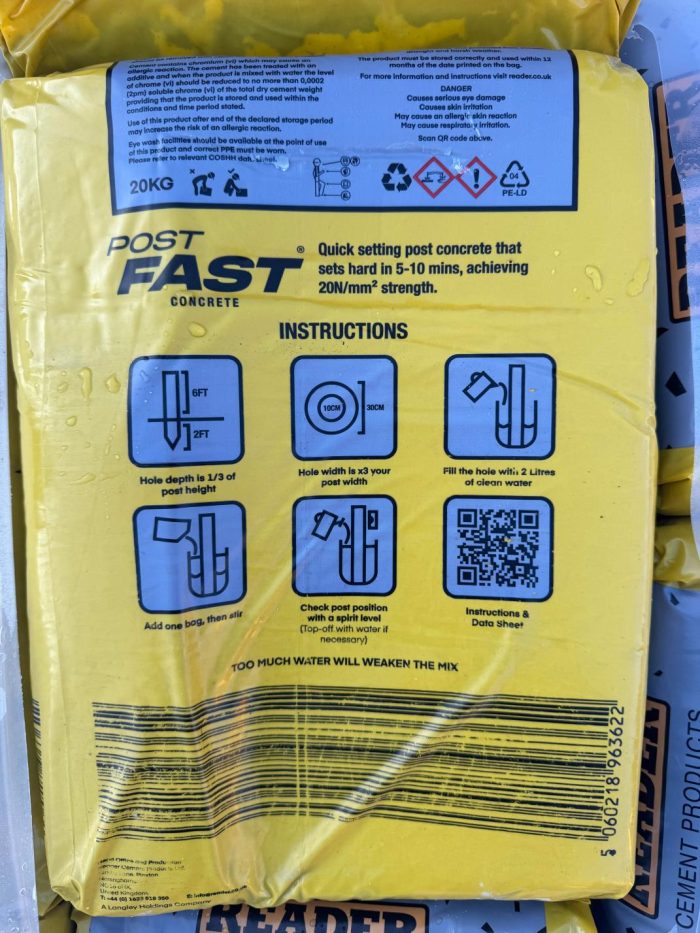 Cement contains chromium (vi) which may cause an
allergic reaction. The cement has been treated with an
additive and when the product is mixed with water the level
of chrome (vi) should be reduced to no more than 0,0002
(2pm) soluble chrome (vi) of the total dry cement weight
providing that the product is stored and used within the
conditions and time period stated.
Use of this product after end of the declared storage period
may increase the risk of an allergic reaction.
Eye wash facilities should be available at the point of use
of this product and correct PPE must be worn.
Please refer to relevant COSHH data sheet.
20KG
The product must be stored correctly and used within 12
months of the date printed on the bag.
For more information and instructions visit reader.co.uk
DANGER
Causes serious eye damage
Causes skin irritation
May cause an allergic skin reaction
May cause respiratory irritation.
Scan QR code above.
04
PE-LD
POST
FAST®
CONCRETE
Quick setting post concrete that
sets hard in 5-10 mins, achieving
20N/mm² strength.
INSTRUCTIONS
6FT
2FT
Hole depth is 1/3 of
post height
10CM
30CM
Hole width is x3 your
post width
Fill the hole with 2 Litres
of clean water
Add one bag, then stir
Check post position
with a spirit level
(Top-off with water if
necessary)
Instructions &
Data Sheet
TOO MUCH WATER WILL WEAKEN THE MIX
5 060218 963622
Office and Production
Cement Products Ltd.
United Kingdom
A Langley Holdings Company
READER
READER
CEMENT PRODUCTS